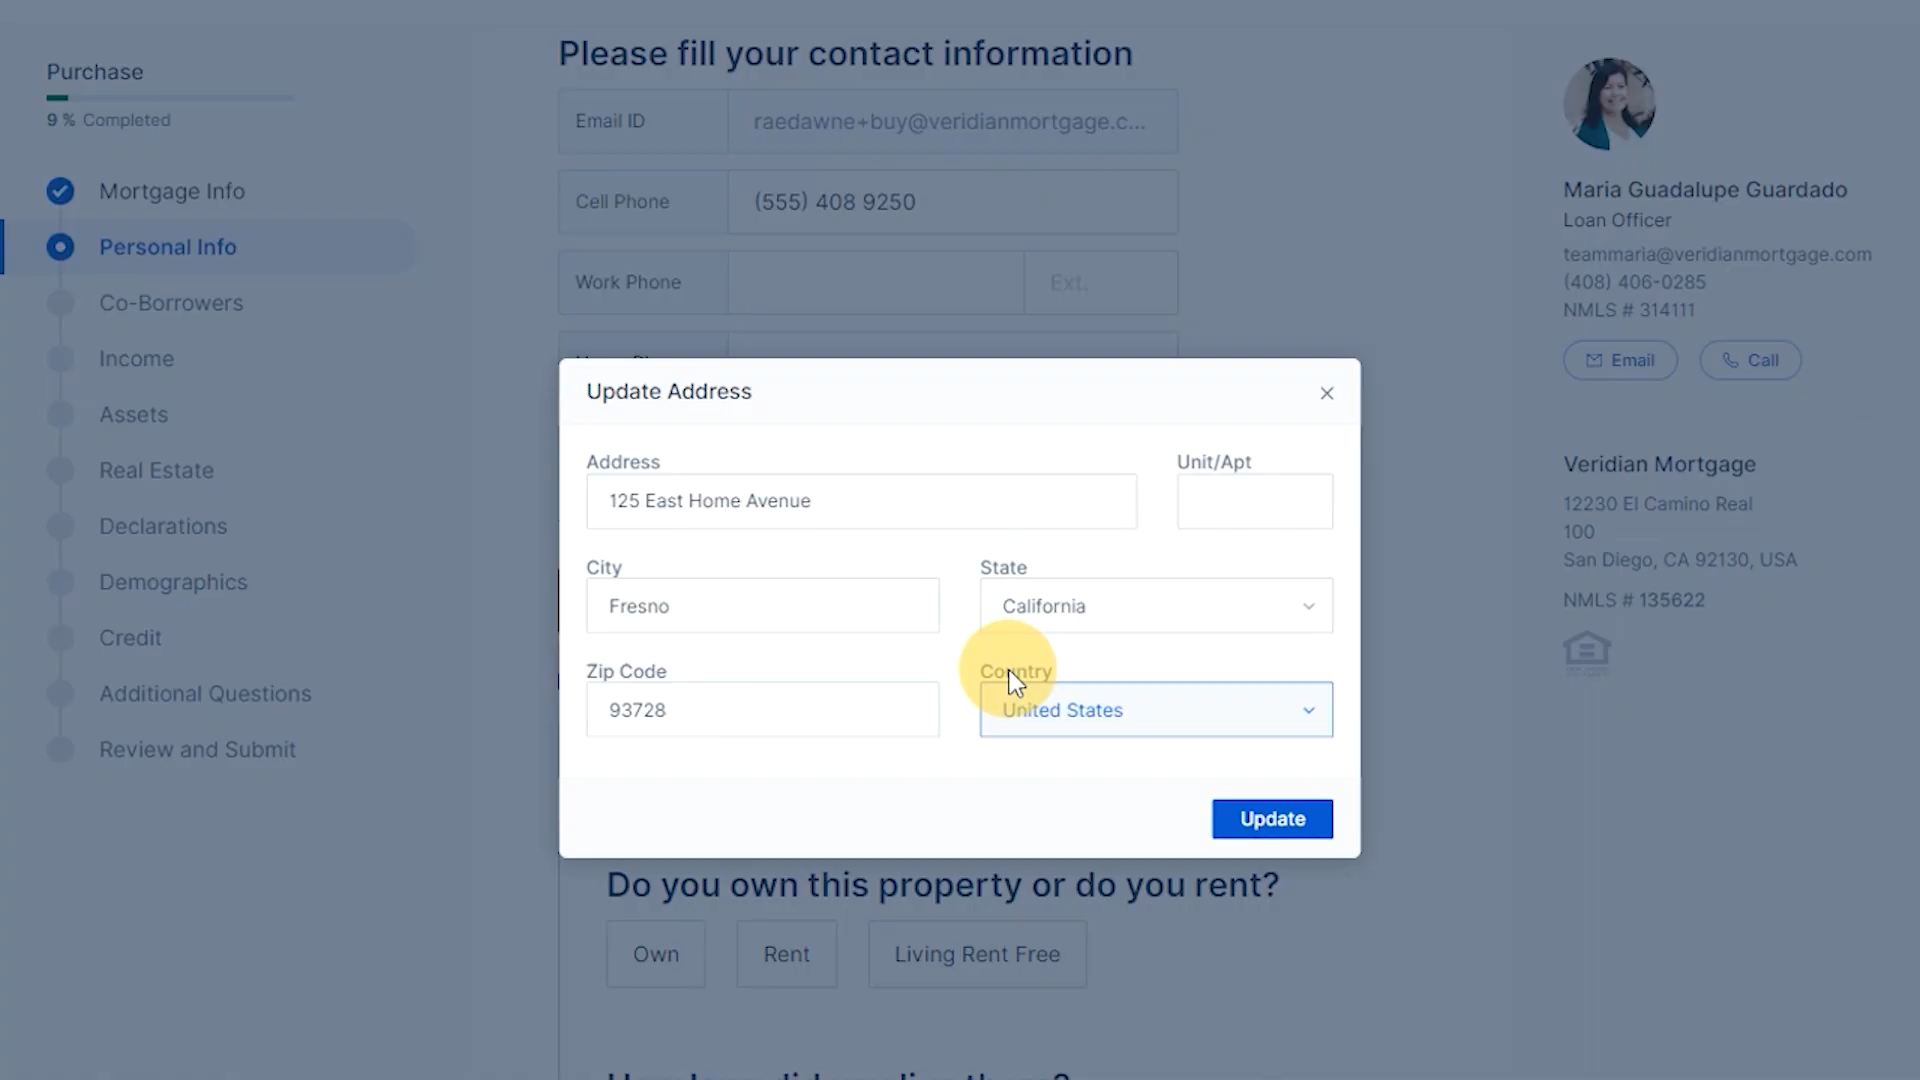 Purchase
9 % Completed
Mortgage Info
Personal Info
Co-Borrowers
Income
Assets
Real Estate
Declarations
Demographics
Credit
Additional Questions
Review and Submit
Please fill your contact information
Email ID
raedawne+buy@veridianmortgage.c...
Cell Phone
(555) 408 9250
Work Phone
Ext.
Update Address
Address
125 East Home Avenue
Unit/Apt
City
Fresno
State
California
Zip Code
93728
Country
United States
Update
Do you own this property or do you rent?
Own
Rent
Living Rent Free
Maria Guadalupe Guardado
Loan Officer
teammaria@veridianmortgage.com
(408) 406-0285
NMLS # 314111
Email
Call
Veridian Mortgage
12230 El Camino Real
100
San Diego, CA 92130, USA
NMLS # 135622